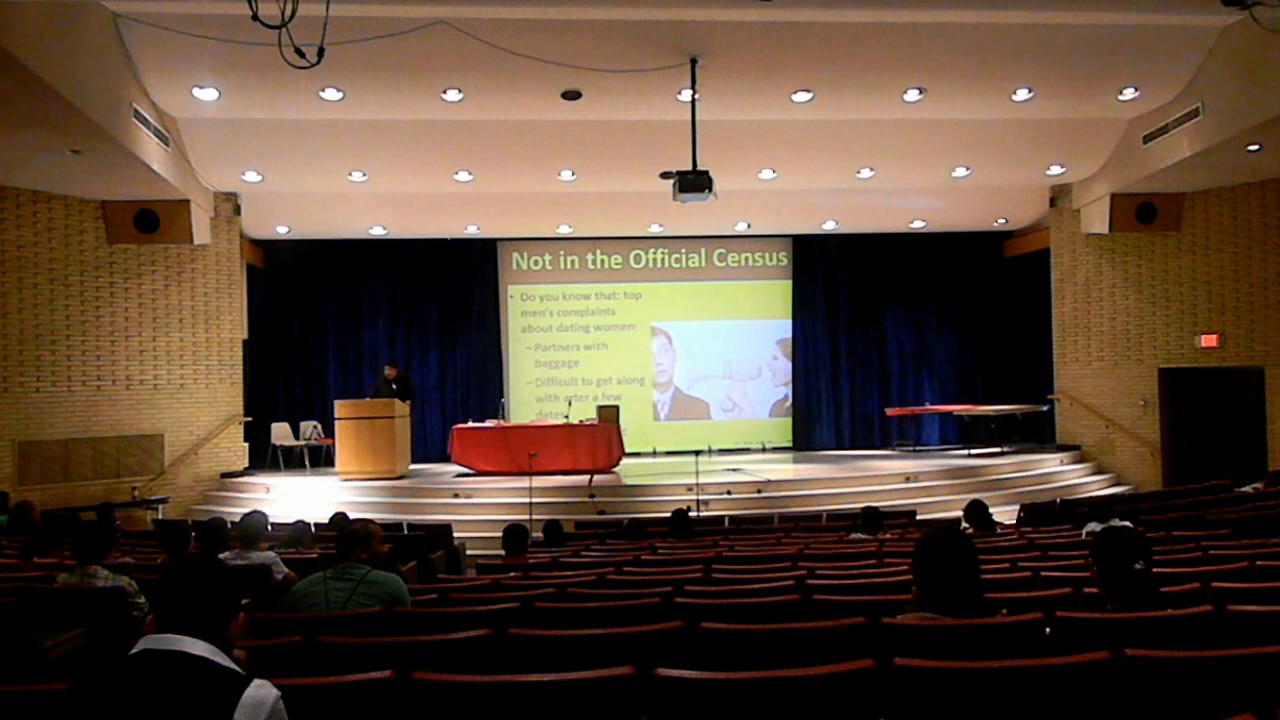 Not in the Official Census
• Do you know that: top
men's complaints
about dating women:
– Partners with
baggage
– Difficult to get along
with after a few
dates